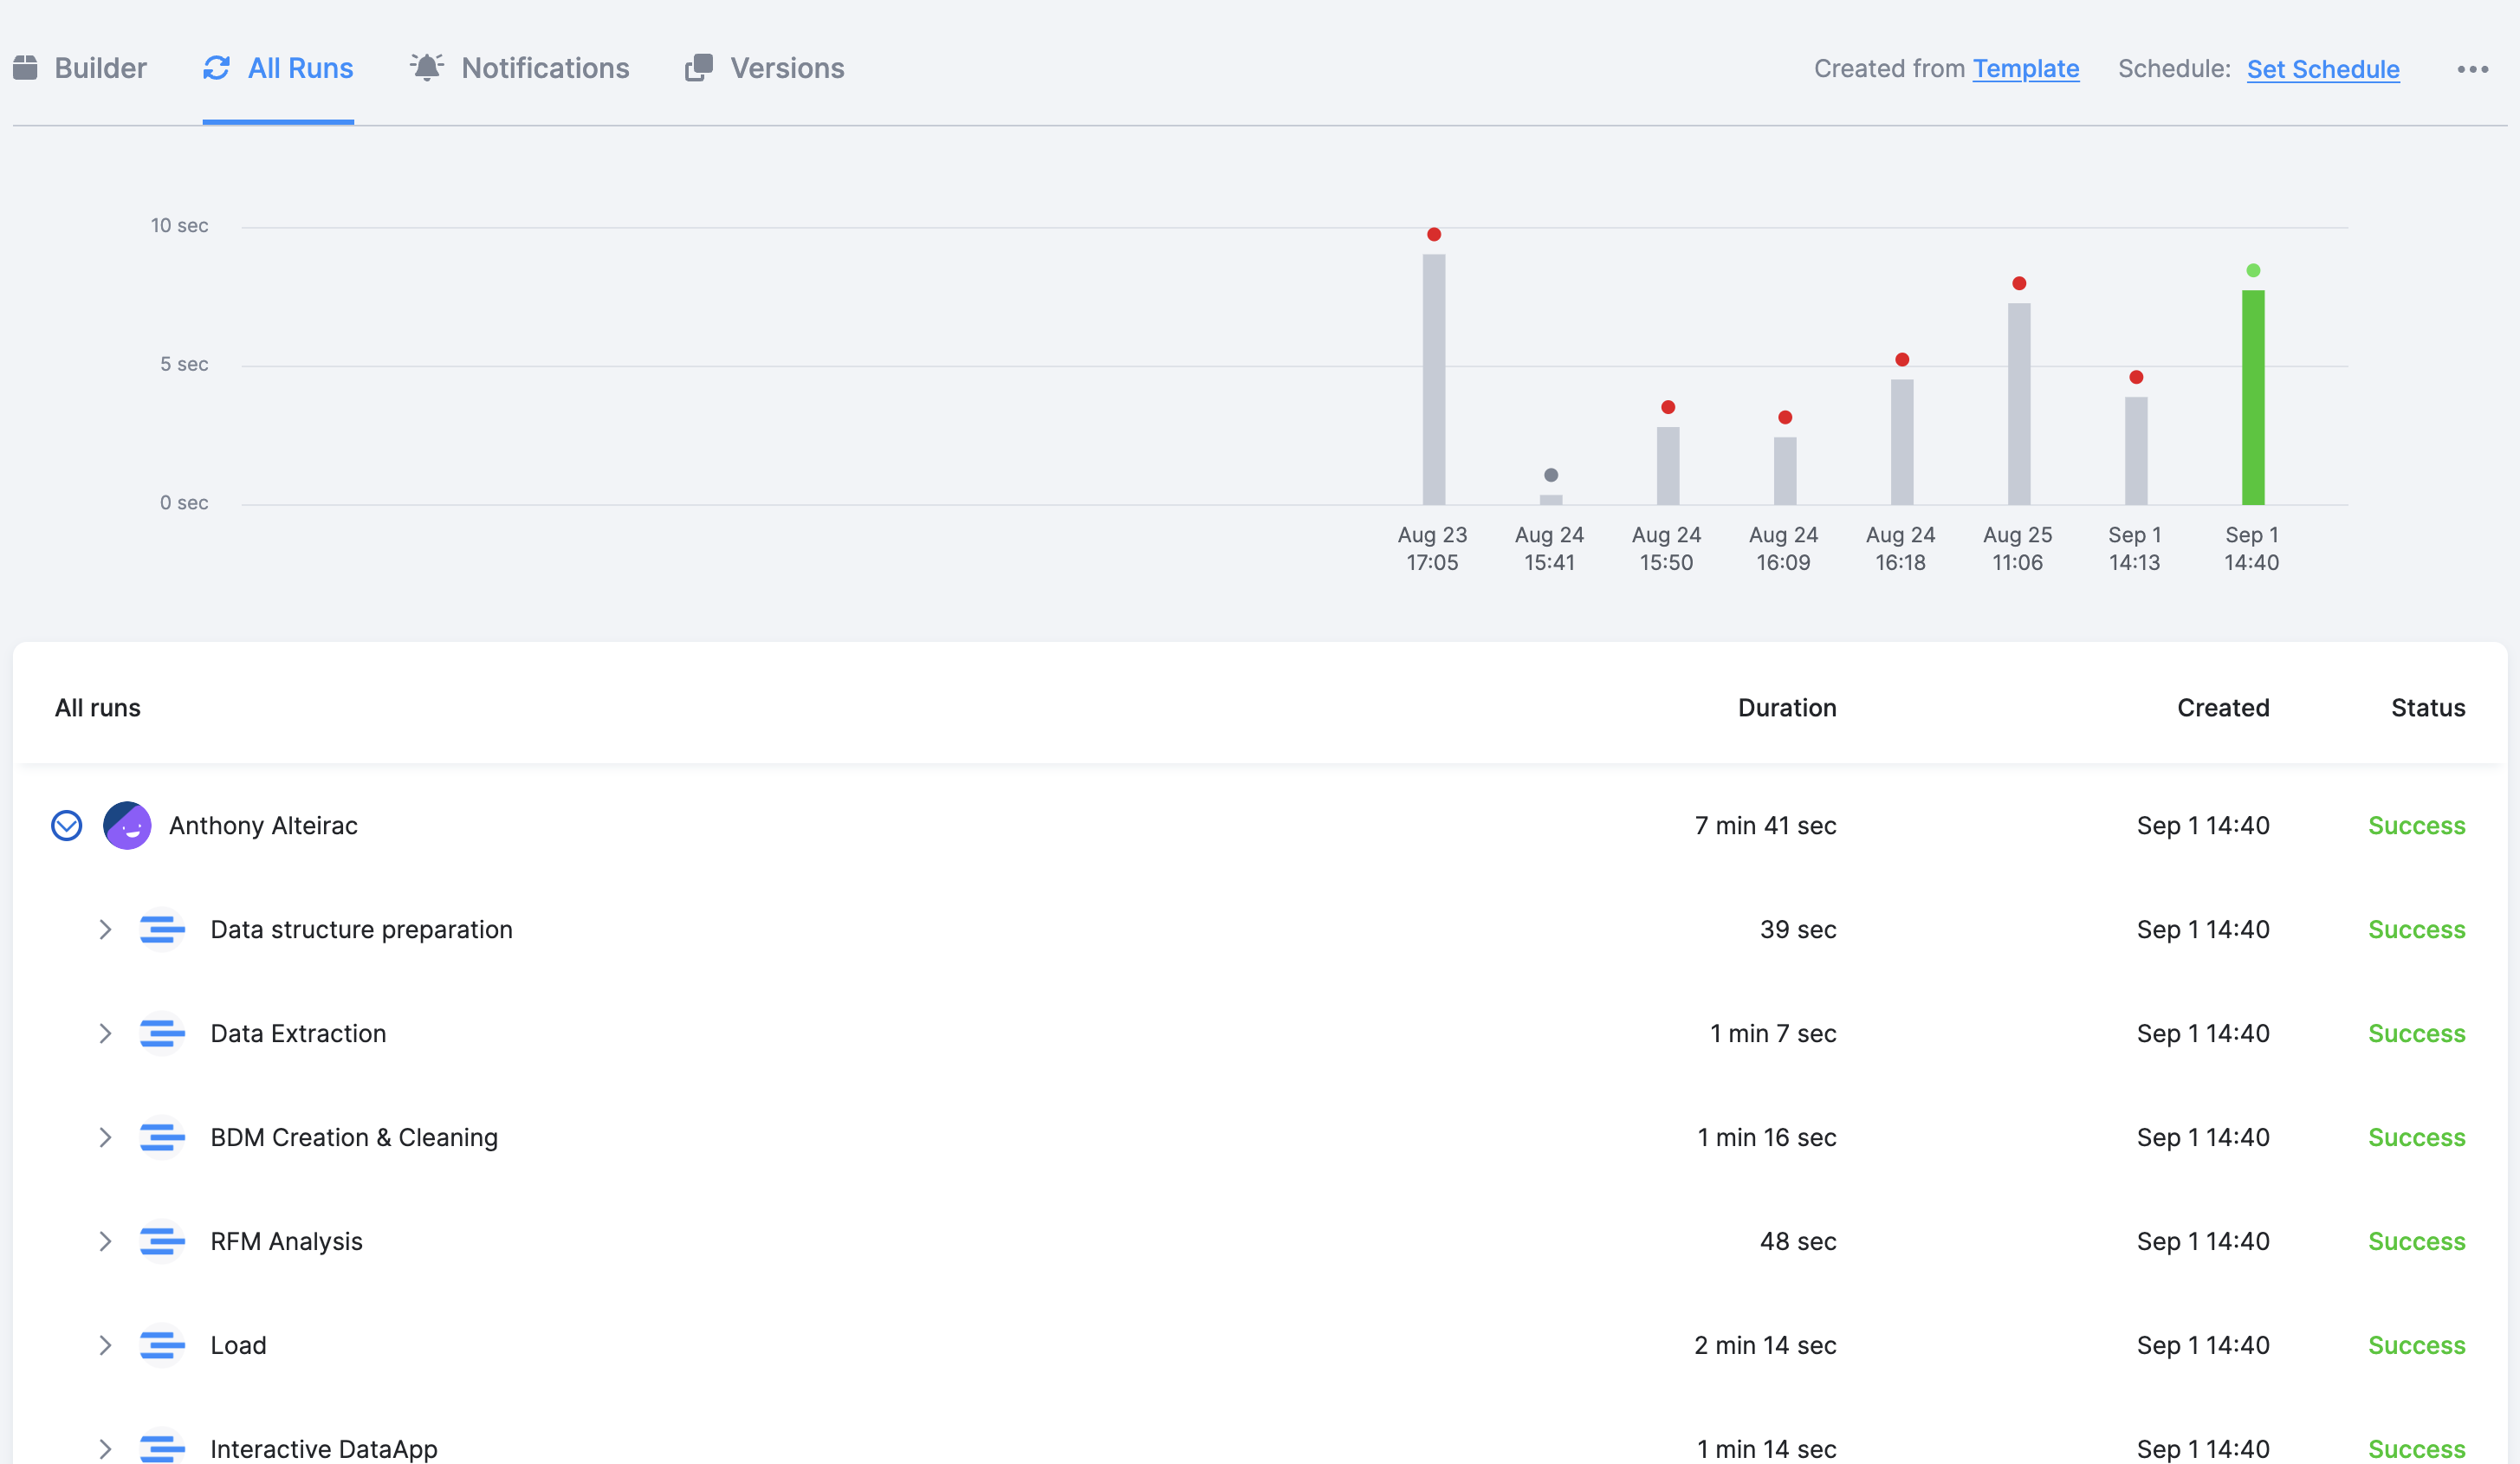 Builder All Runs Notifications Versions Created from Template Schedule: Set Schedule
10 sec
5 sec
0 sec
Aug 23 Aug 24 Aug 24 Aug 24 Aug 24 Aug 25 Sep 1 Sep 1
17:05 15:41 15:50 16:09 16:18 11:06 14:13 14:40
All runs Duration Created Status
Anthony Alteirac 7 min 41 sec Sep 1 14:40 Success
Data structure preparation 39 sec Sep 1 14:40 Success
Data Extraction 1 min 7 sec Sep 1 14:40 Success
BDM Creation & Cleaning 1 min 16 sec Sep 1 14:40 Success
RFM Analysis 48 sec Sep 1 14:40 Success
Load 2 min 14 sec Sep 1 14:40 Success
Interactive DataApp 1 min 14 sec Sep 1 14:40 Success